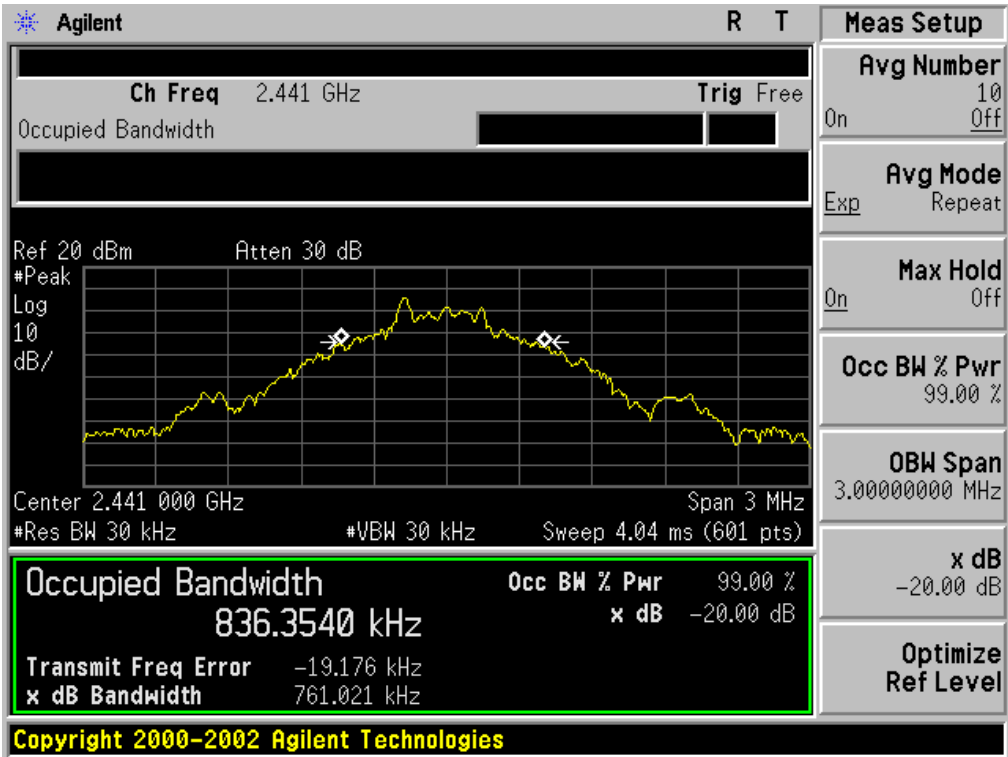 Agilent R T Meas Setup
Ch Freq 2.441 GHz Trig Free
Occupied Bandwidth
Avg Number
10
On Off
Avg Mode
Exp Repeat
Max Hold
On Off
Occ BW % Pwr
99.00 %
OBW Span
3.00000000 MHz
x dB
-20.00 dB
Optimize
Ref Level
Ref 20 dBm Atten 30 dB
#Peak
Log
10
dB/
Center 2.441 000 GHz Span 3 MHz
#Res BW 30 kHz #VBW 30 kHz Sweep 4.04 ms (601 pts)
Occupied Bandwidth Occ BW % Pwr 99.00 %
836.3540 kHz x dB -20.00 dB
Transmit Freq Error -19.176 kHz
x dB Bandwidth 761.021 kHz
Copyright 2000-2002 Agilent Technologies